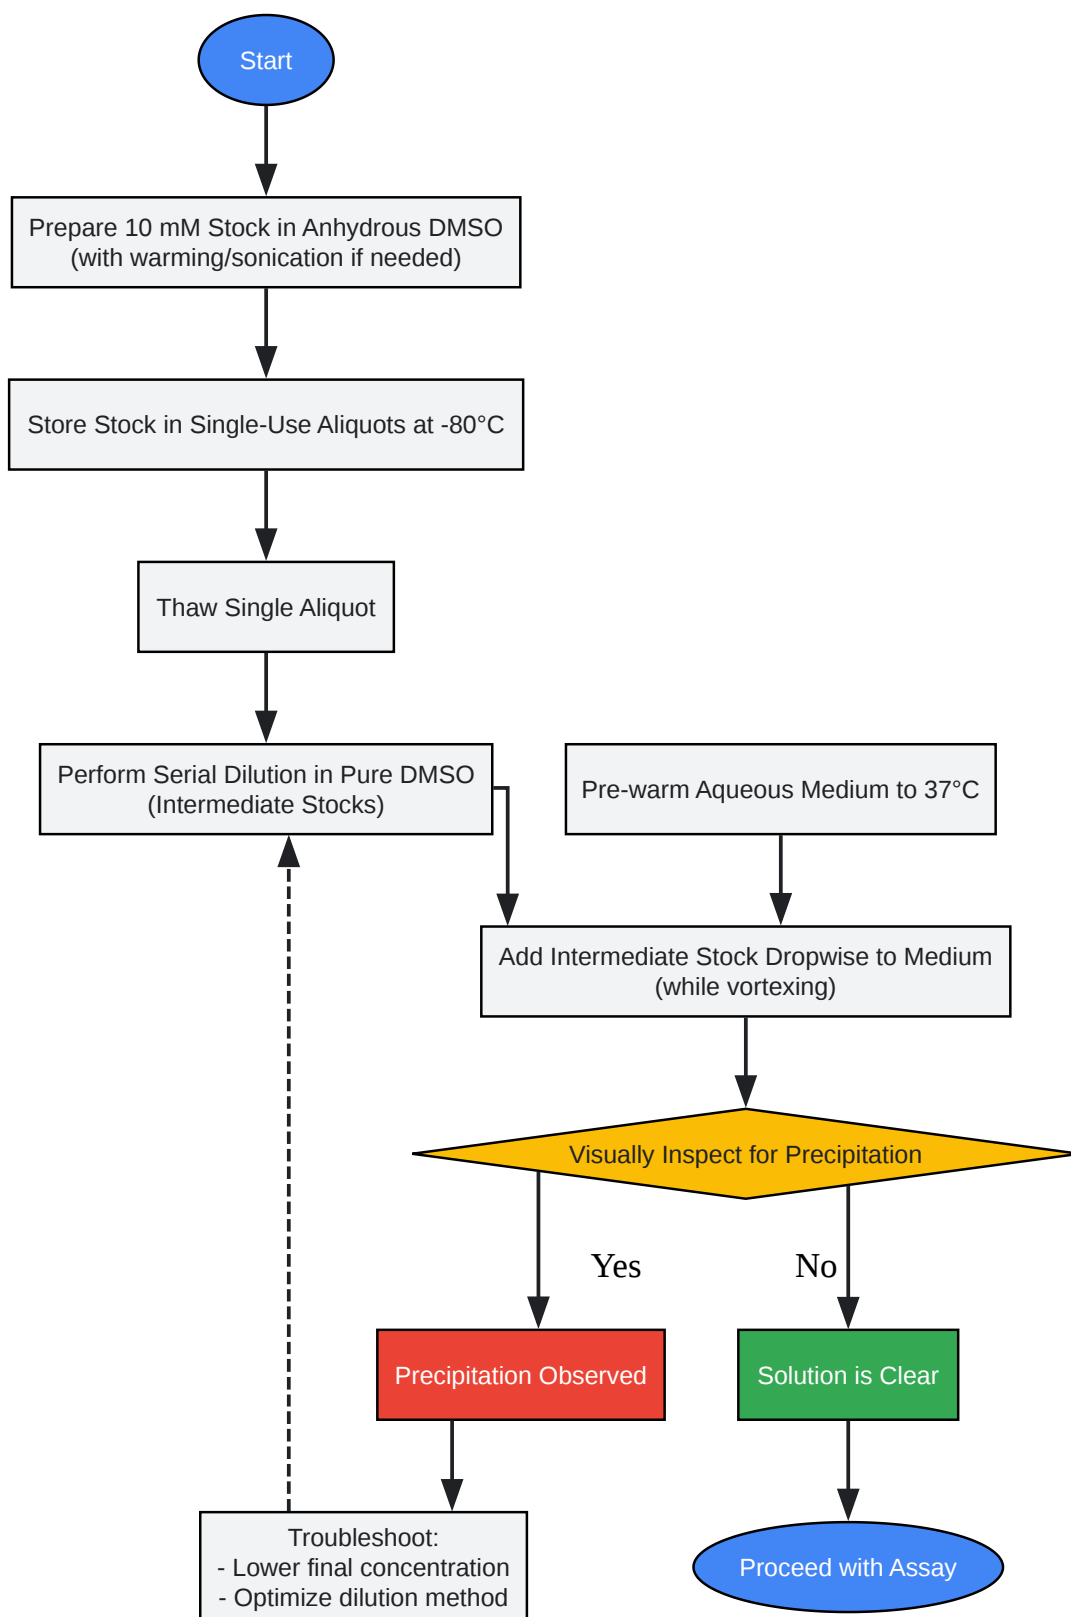 Start
Prepare 10 mM Stock in Anhydrous DMSO
(with warming/sonication if needed)
Store Stock in Single-Use Aliquots at -80°C
Thaw Single Aliquot
Perform Serial Dilution in Pure DMSO
(Intermediate Stocks)
Pre-warm Aqueous Medium to 37°C
Add Intermediate Stock Dropwise to Medium
(while vortexing)
Visually Inspect for Precipitation
Yes
No
Precipitation Observed
Solution is Clear
Troubleshoot:
- Lower final concentration
- Optimize dilution method
Proceed with Assay